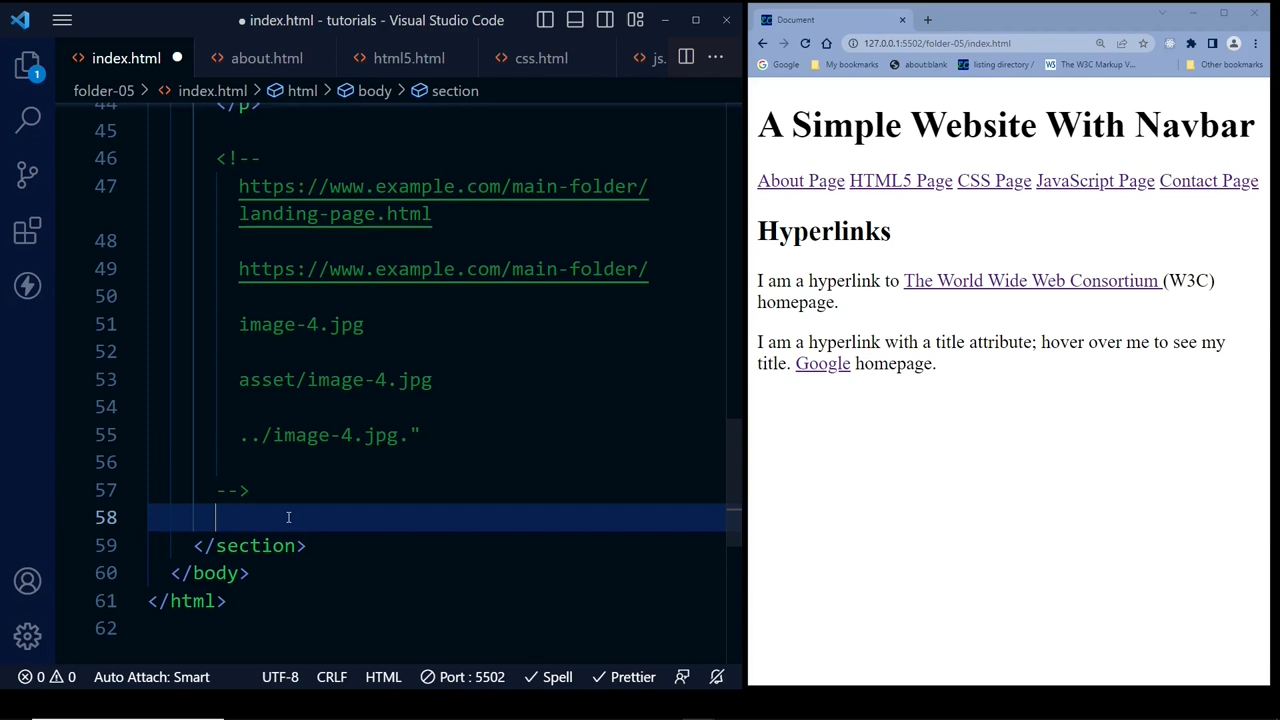 index.html - tutorials - Visual Studio Code
index.html
about.html
html5.html
css.html
js.
folder-05 > index.html > html > body > section
44 </p>
45
46 <!--
47 https://www.example.com/main-folder/
landing-page.html
48
49 https://www.example.com/main-folder/
50
51 image-4.jpg
52
53 asset/image-4.jpg
54
55 ../image-4.jpg."
56
57 -->
58
59 </section>
60 </body>
61 </html>
62
1
0 0 Auto Attach: Smart UTF-8 CRLF HTML Port : 5502 Spell Prettier
Document
127.0.0.1:5502/folder-05/index.html
Google My bookmarks about:blank listing directory / The W3C Markup V... Other bookmarks
A Simple Website With Navbar
About Page HTML5 Page CSS Page JavaScript Page Contact Page
Hyperlinks
I am a hyperlink to The World Wide Web Consortium (W3C)
homepage.
I am a hyperlink with a title attribute; hover over me to see my
title. Google homepage.